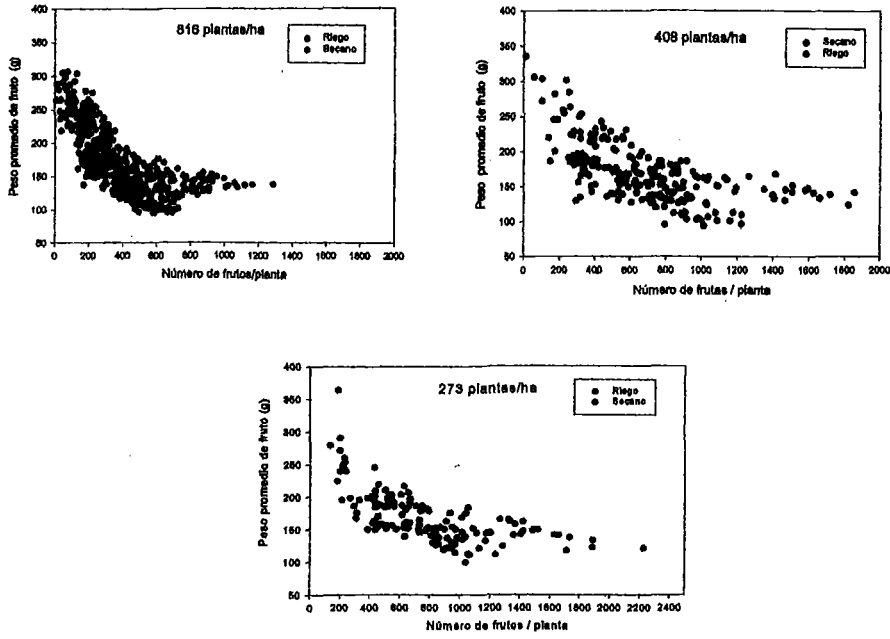 816 plantas/ha
Riego
Secano
Peso promedio de fruto (g)
400
350
300
250
200
150
100
50
0 200 400 600 800 1000 1200 1400 1600 1800 2000
Número de frutos/planta
408 plantas/ha
Secano
Riego
Peso promedio de fruto (g)
400
350
300
250
200
150
100
50
0 200 400 600 800 1000 1200 1400 1600 1800 2000
Número de frutas / planta
273 plantas/ha
Riego
Secano
Peso promedio de fruto (g)
400
350
300
250
200
150
100
50
0 200 400 600 800 1000 1200 1400 1600 1800 2000 2200 2400
Número de frutos / planta